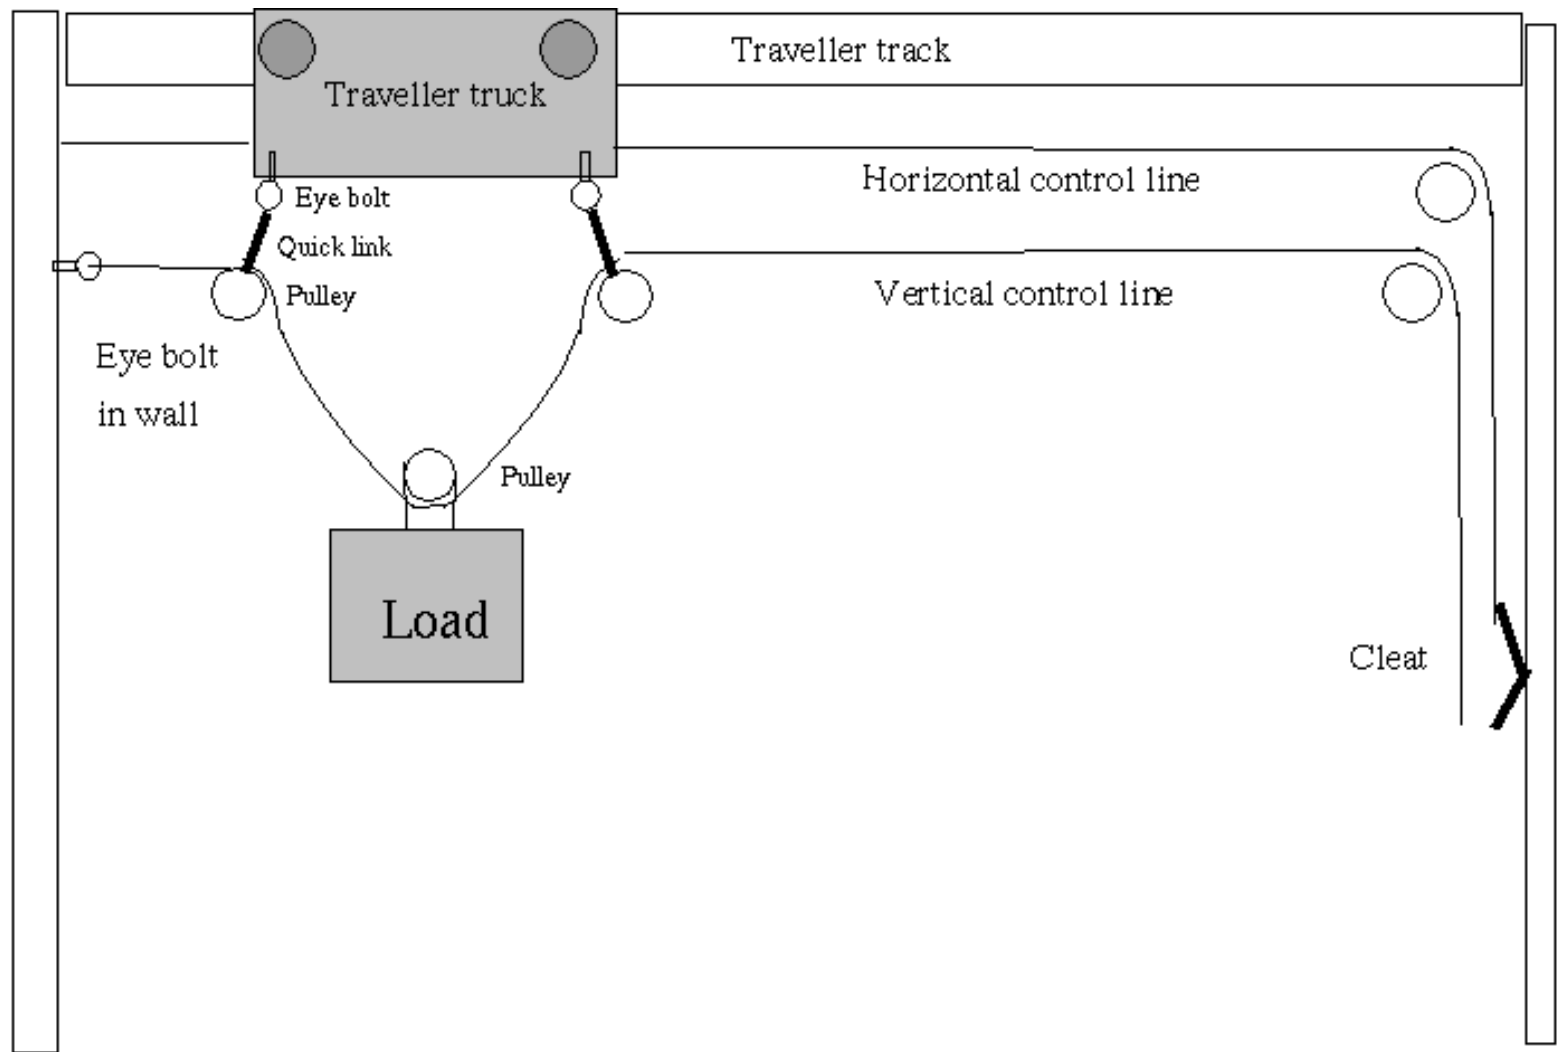 Traveller track
Traveller truck
Horizontal control line
Eye bolt
Quick link
Pulley
Vertical control line
Eye bolt
in wall
Pulley
Load
Cleat